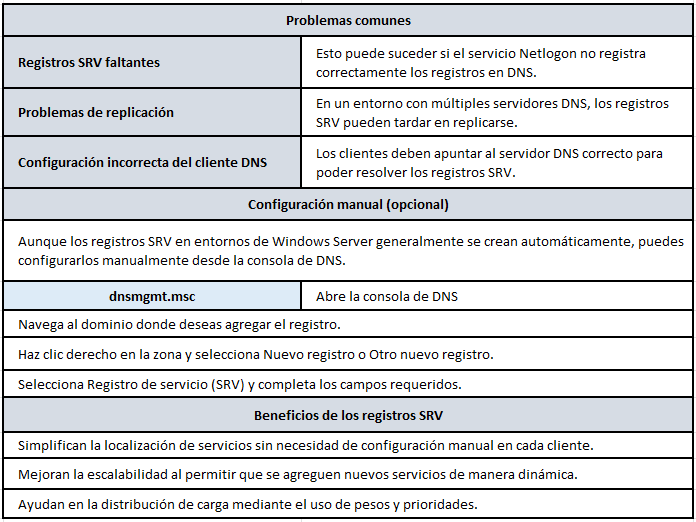 Problemas comunes
Registros SRV faltantes
Esto puede suceder si el servicio Netlogon no registra
correctamente los registros en DNS.
Problemas de replicación
En un entorno con múltiples servidores DNS, los registros
SRV pueden tardar en replicarse.
Configuración incorrecta del cliente DNS
Los clientes deben apuntar al servidor DNS correcto para
poder resolver los registros SRV.
Configuración manual (opcional)
Aunque los registros SRV en entornos de Windows Server generalmente se crean automáticamente, puedes
configurarlos manualmente desde la consola de DNS.
dnsmgmt.msc
Abre la consola de DNS
Navega al dominio donde deseas agregar el registro.
Haz clic derecho en la zona y selecciona Nuevo registro o Otro nuevo registro.
Selecciona Registro de servicio (SRV) y completa los campos requeridos.
Beneficios de los registros SRV
Simplifican la localización de servicios sin necesidad de configuración manual en cada cliente.
Mejoran la escalabilidad al permitir que se agreguen nuevos servicios de manera dinámica.
Ayudan en la distribución de carga mediante el uso de pesos y prioridades.